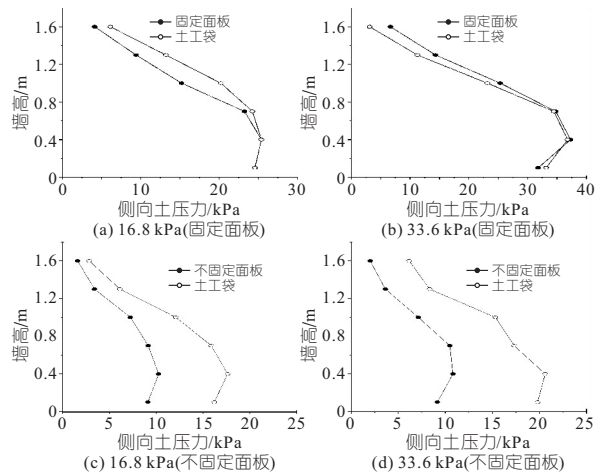 固定面板
土工袋
1.6
1.2
0.8
0.4
0
墙高/m
0 10 20 30
侧向土压力/kPa
(a) 16.8 kPa(固定面板)
固定面板
土工袋
1.6
1.2
0.8
0.4
0
墙高/m
0 10 20 30 40
侧向土压力/kPa
(b) 33.6 kPa(固定面板)
不固定面板
土工袋
1.6
1.2
0.8
0.4
0
墙高/m
0 5 10 15 20 25
侧向土压力/kPa
(c) 16.8 kPa(不固定面板)
不固定面板
土工袋
1.6
1.2
0.8
0.4
0
墙高/m
0 5 10 15 20 25
侧向土压力/kPa
(d) 33.6 kPa(不固定面板)